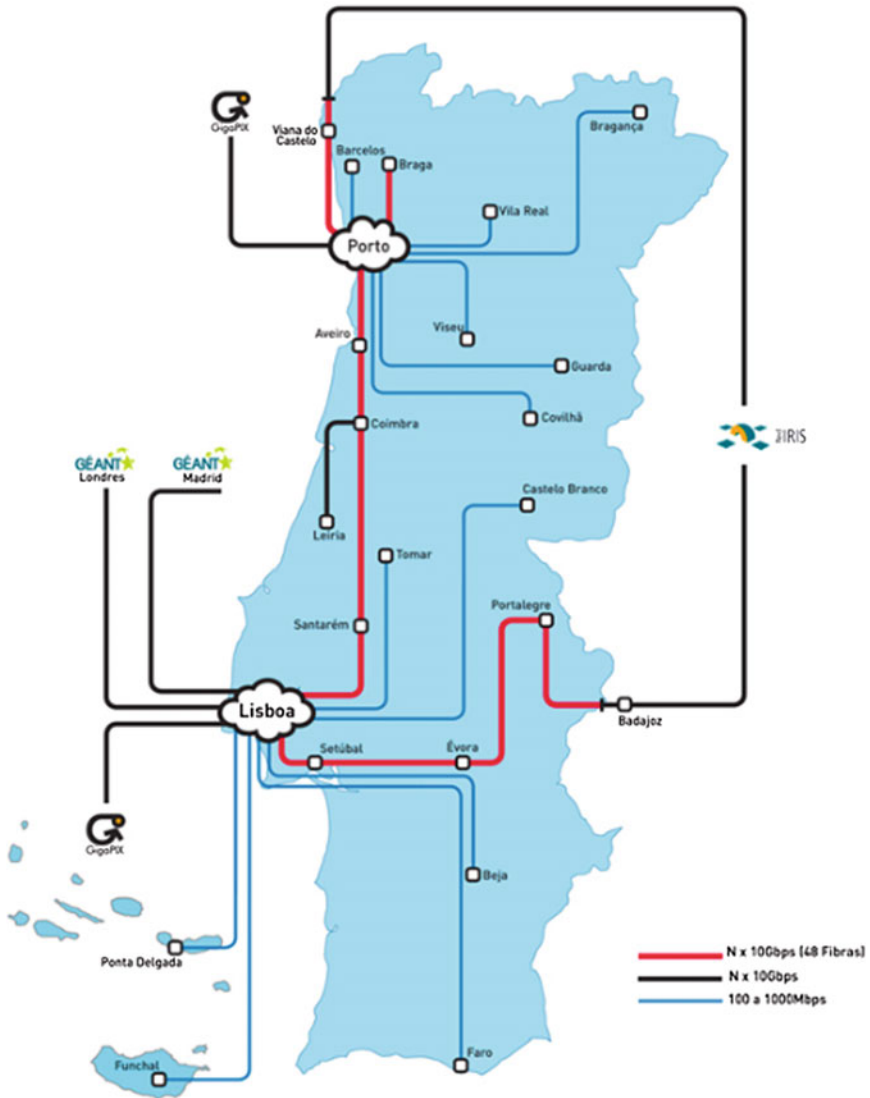 GigaPIX
Viana do
Castelo
Barcelos
Braga
Bragança
Vila Real
Porto
Aveiro
Viseu
Guarda
Coimbra
Covilhã
IRIS
GÉANT
Londres
GÉANT
Madrid
Castelo Branco
Leiria
Tomar
Santarém
Portalegre
Lisboa
Badajoz
Setúbal
Évora
GigaPIX
Beja
Ponta Delgada
N x 10Gbps (48 Fibras)
N x 10Gbps
100 a 1000Mbps
Faro
Funchal